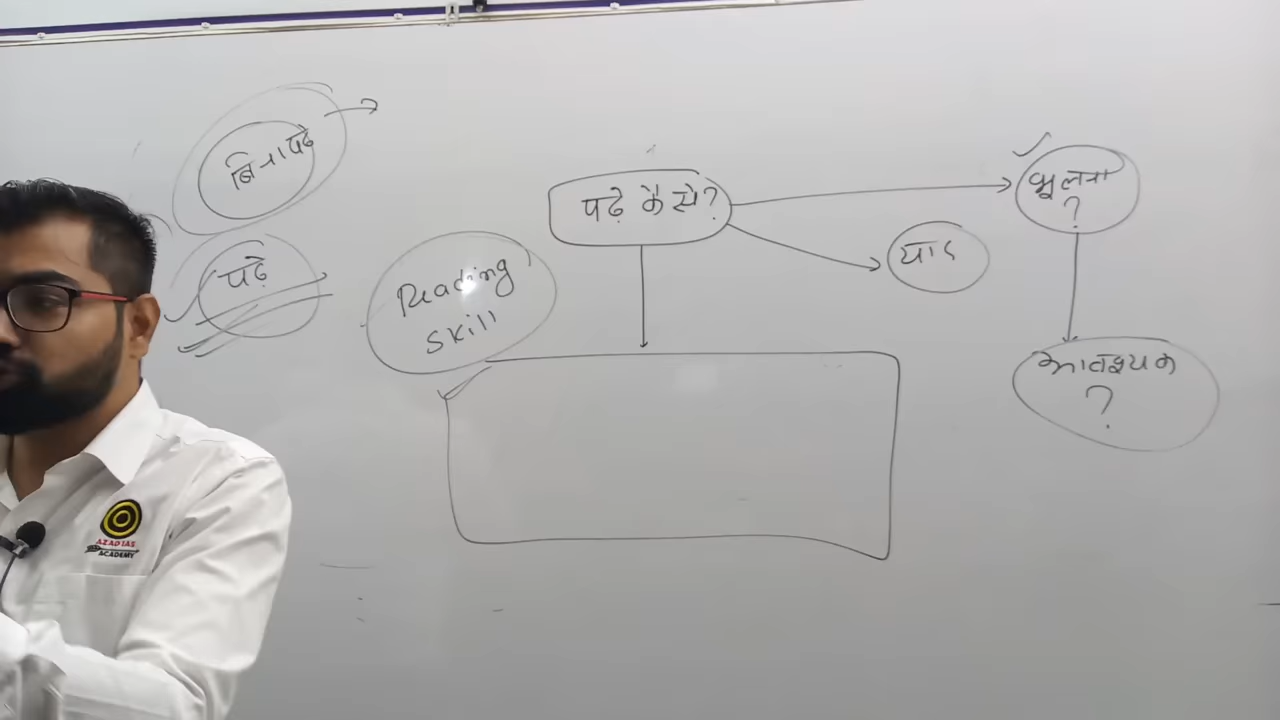 बिना पढे
पढे
Reading
skill
पढ़े कैसे?
याद
भूलना
?
आवश्यक
?
AZAD IAS
ACADEMY